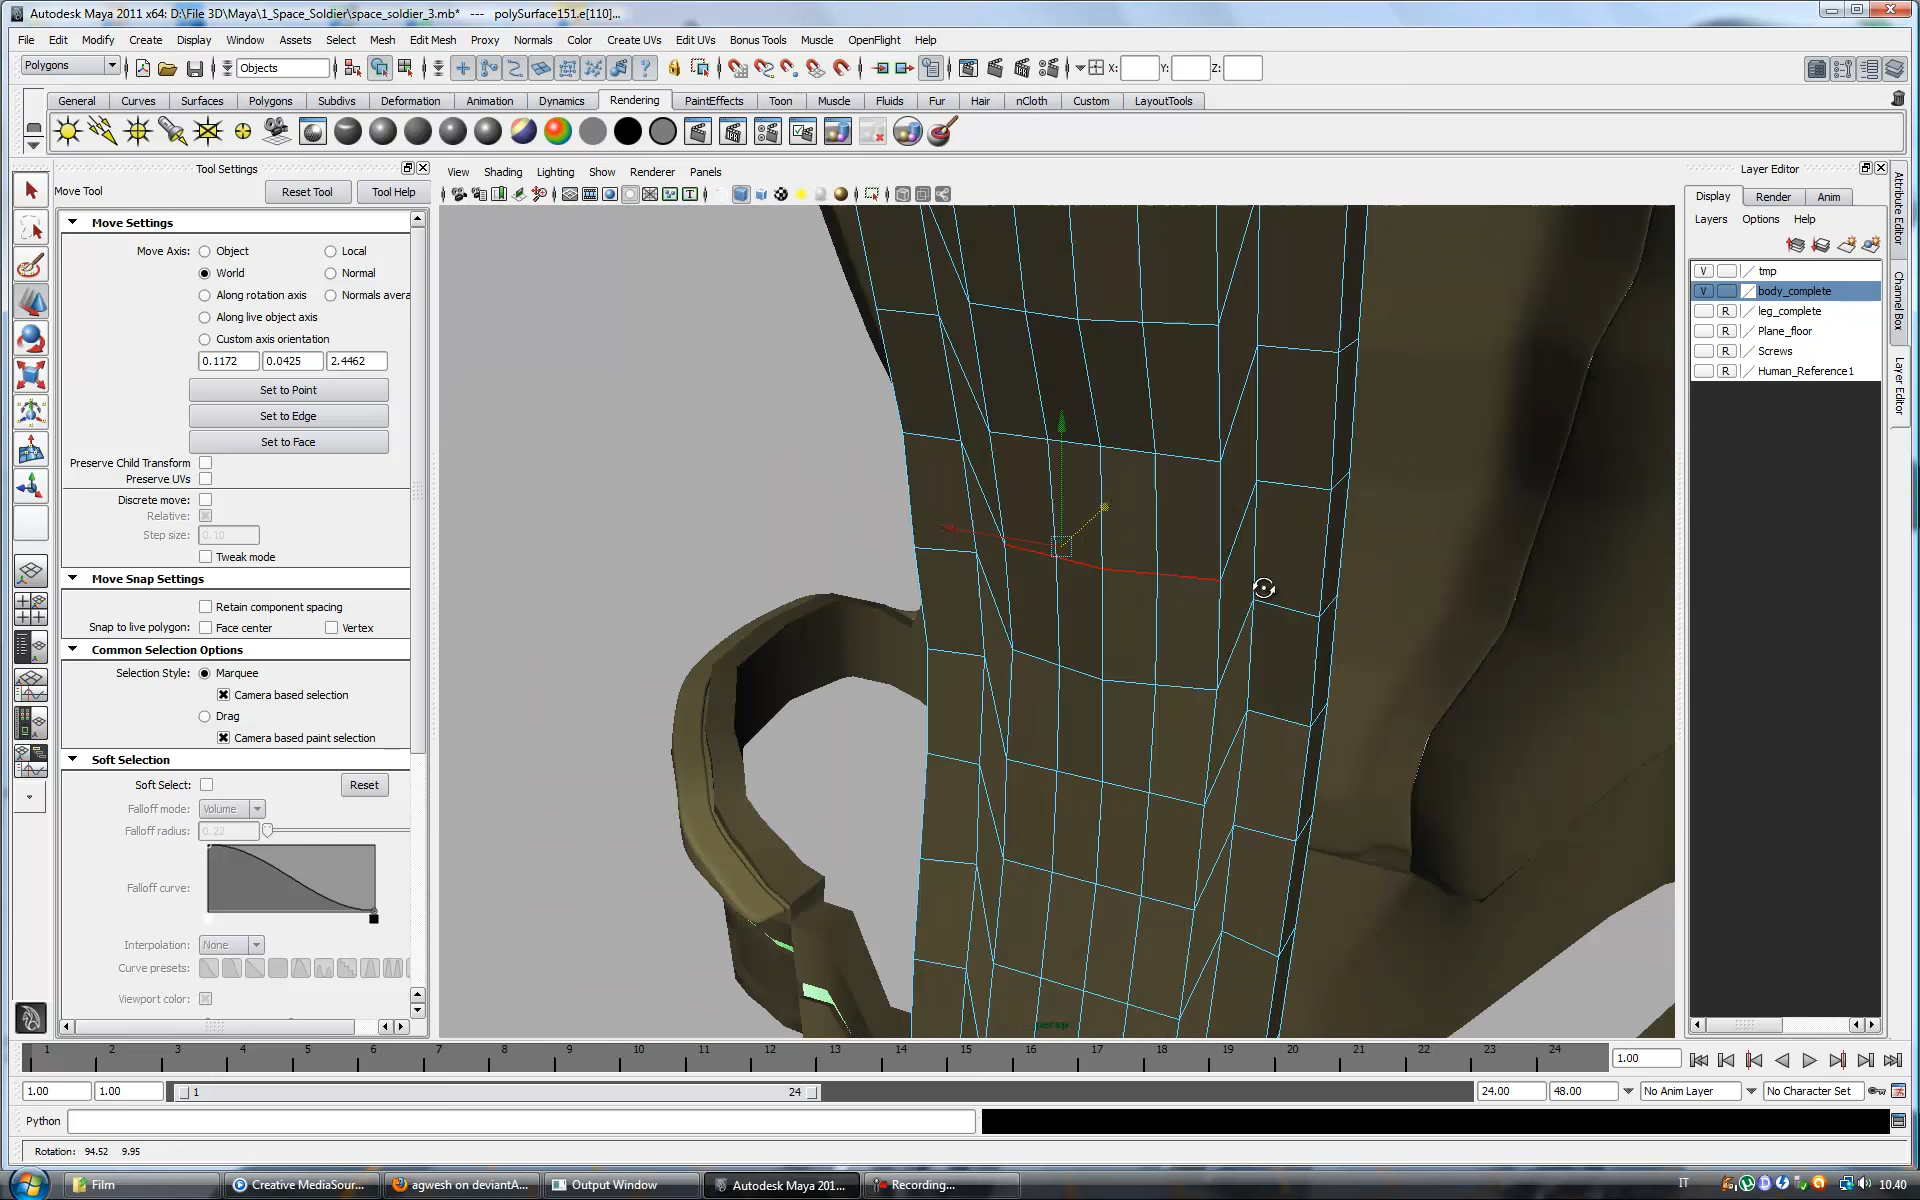 Autodesk Maya 2011 x64: D:\File 3D\Maya\1_Space_Soldier\space_soldier_3.mb* --- polySurface151.e[110]...
File Edit Modify Create Display Window Assets Select Mesh Edit Mesh Proxy Normals Color Create UVs Edit UVs Bonus Tools Muscle OpenFlight Help
Polygons Objects X: Y: Z:
General Curves Surfaces Polygons Subdivs Deformation Animation Dynamics Rendering PaintEffects Toon Muscle Fluids Fur Hair nCloth Custom LayoutTools
Tool Settings
Move Tool Reset Tool Tool Help
Move Settings
Move Axis: Object Local
World Normal
Along rotation axis Normals avera
Along live object axis
Custom axis orientation
0.1172 0.0425 2.4462
Set to Point
Set to Edge
Set to Face
Preserve Child Transform
Preserve UVs
Discrete move:
Relative:
Step size: 0.10
Tweak mode
Move Snap Settings
Retain component spacing
Snap to live polygon: Face center Vertex
Common Selection Options
Selection Style: Marquee
Camera based selection
Drag
Camera based paint selection
Soft Selection
Soft Select: Reset
Falloff mode: Volume
Falloff radius: 0.22
Falloff curve:
Interpolation: None
Curve presets:
Viewport color:
View Shading Lighting Show Renderer Panels
persp
Layer Editor
Display Render Anim
Layers Options Help
V tmp
V body_complete
R leg_complete
R Plane_floor
R Screws
R Human_Reference1
Attribute Editor
Channel Box
Layer Editor
1 2 3 4 5 6 7 8 9 10 11 12 13 14 15 16 17 18 19 20 21 22 23 24 1.00
1.00 1.00 1 24 24.00 48.00 No Anim Layer No Character Set
Python
Rotation: 94.52 9.95
Film Creative MediaSour... agwesh on deviantA... Output Window Autodesk Maya 201... Recording... IT 10.40